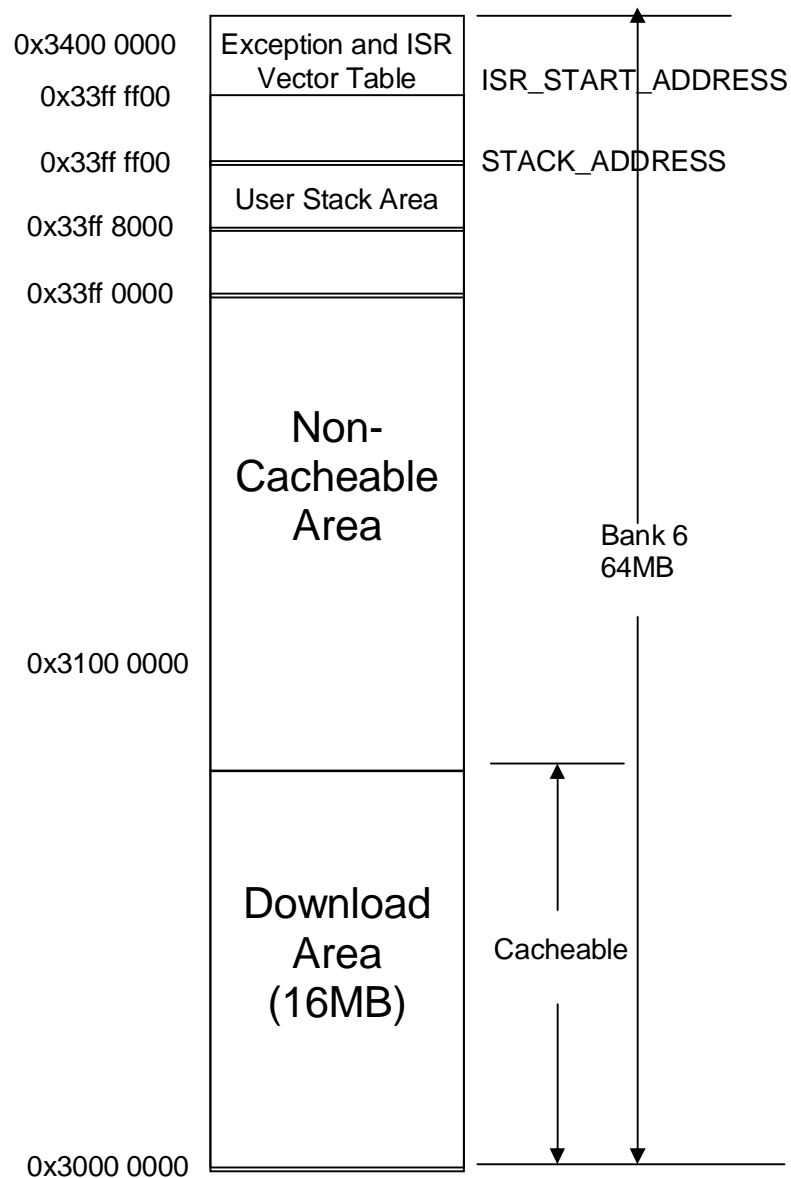 0x3400 0000
Exception and ISR
Vector Table
0x33ff ff00
ISR_START_ADDRESS
0x33ff ff00
STACK_ADDRESS
User Stack Area
0x33ff 8000
0x33ff 0000
Non-
Cacheable
Area
Bank 6
64MB
0x3100 0000
Download
Area
(16MB)
Cacheable
0x3000 0000